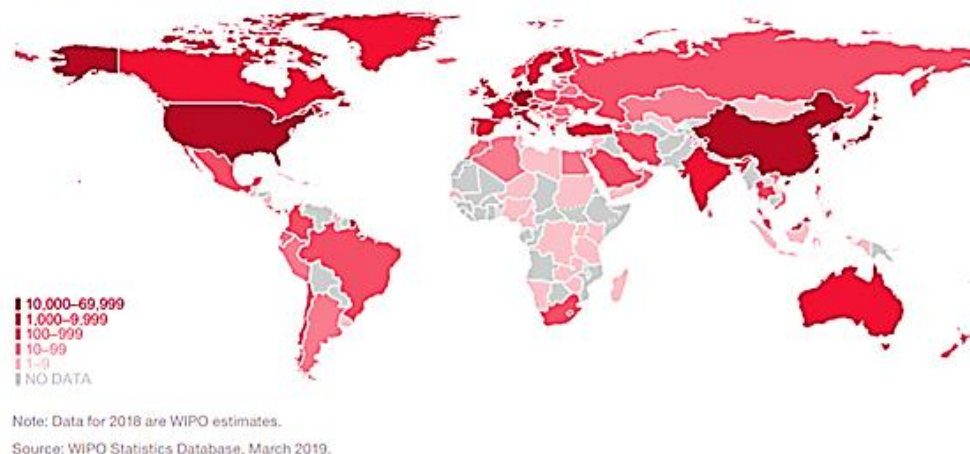 10,000–69,999
1,000–9,999
100–999
10–99
1–9
NO DATA
Note: Data for 2018 are WIPO estimates.
Source: WIPO Statistics Database, March 2019.